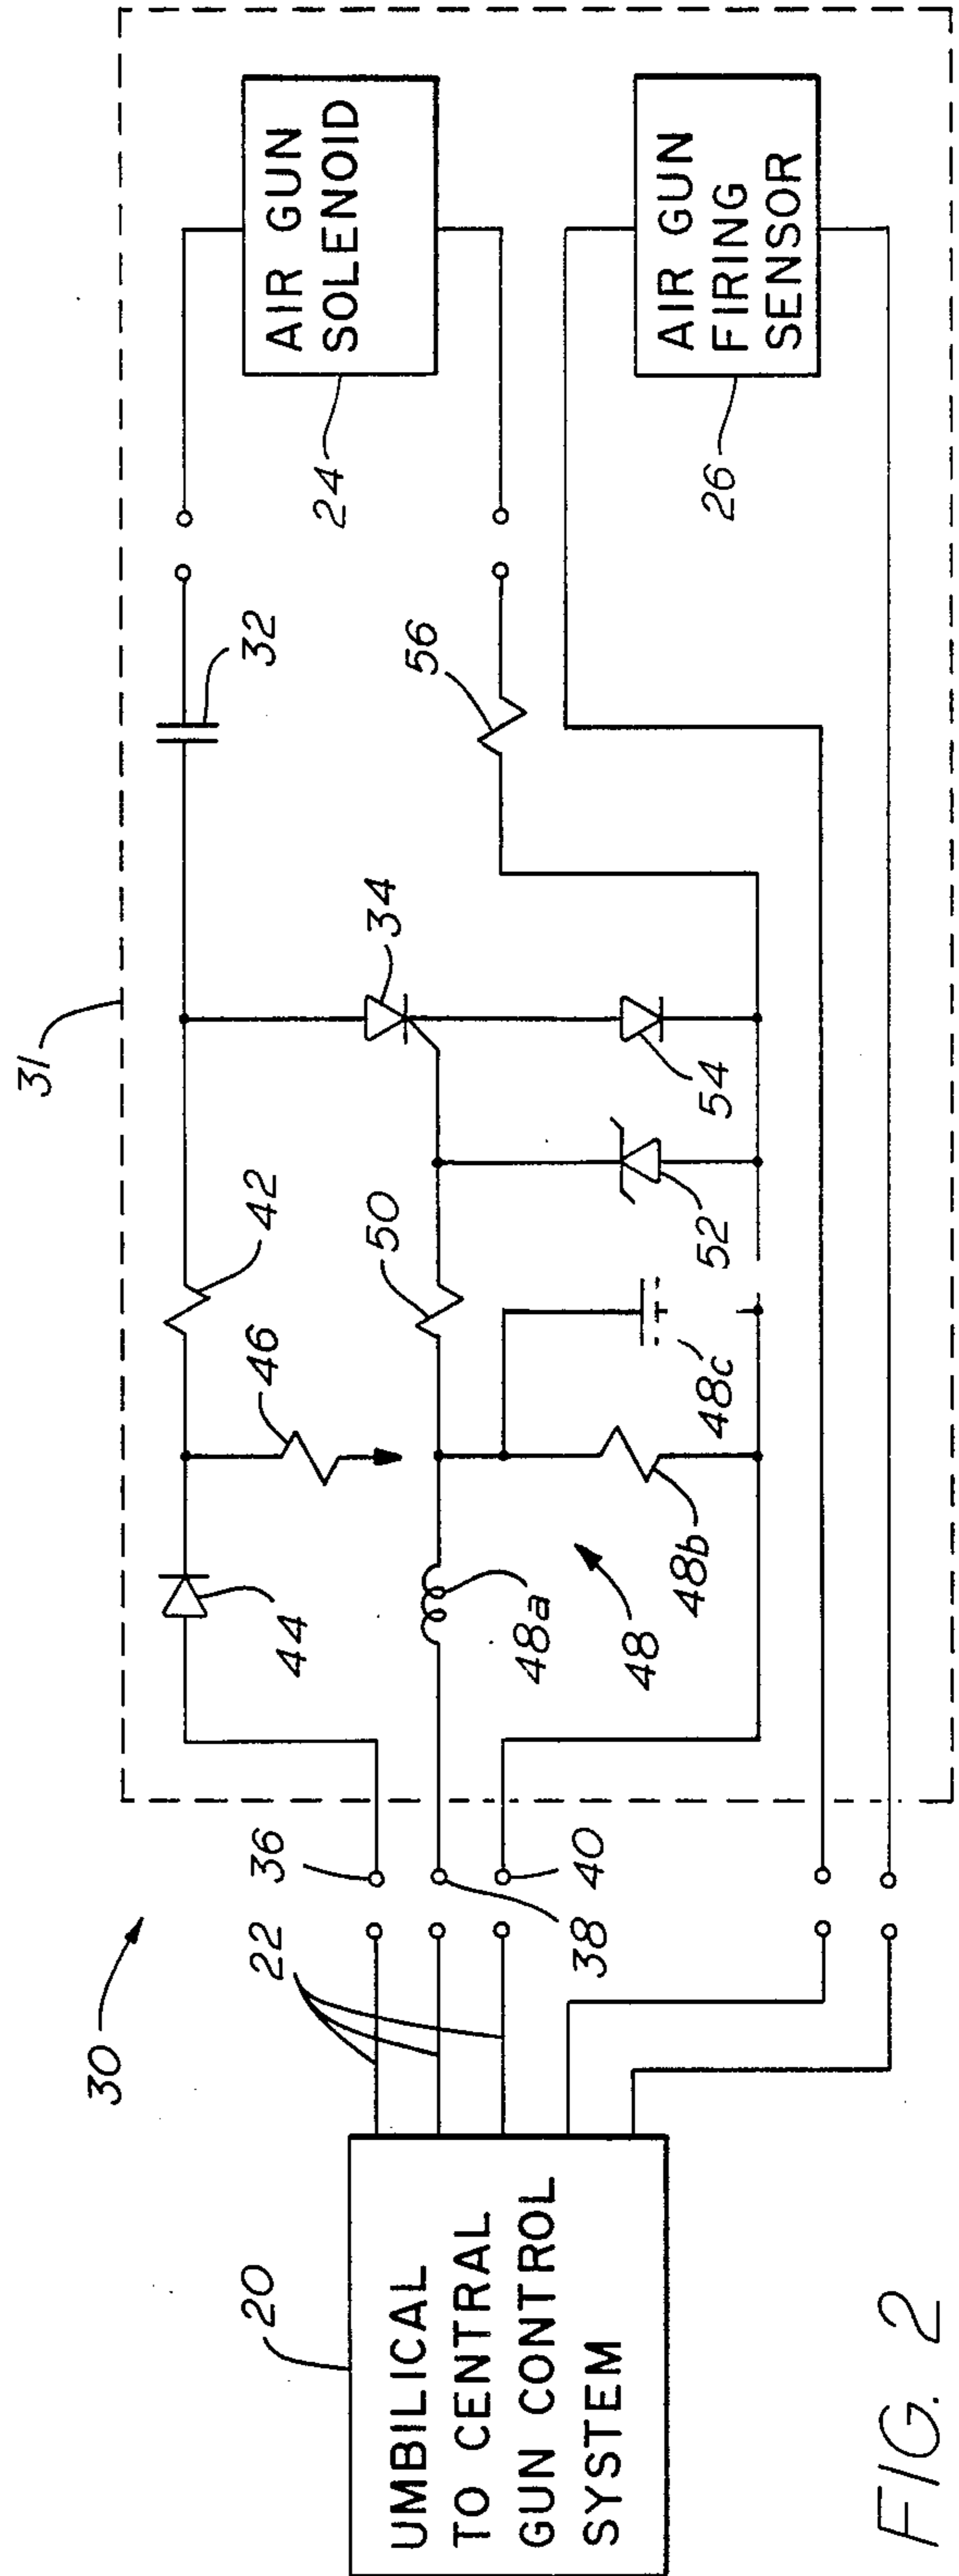 31
AIR GUN
SOLENOID
24
32
56
34
42
46
50
44
54
52
48c
48b
48a
48
AIR GUN
FIRING
SENSOR
26
30
36
22
38
40
20
UMBILICAL
TO CENTRAL
GUN CONTROL
SYSTEM
FIG. 2